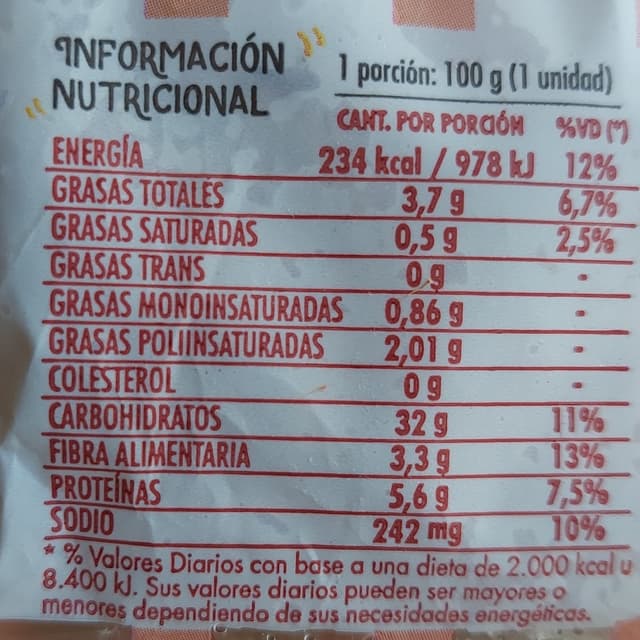 INFORMACIÓN
NUTRICIONAL
1 porción: 100 g (1 unidad)
CANT. POR PORCIÓN %VD (*)
ENERGÍA 234 kcal / 978 kJ 12%
GRASAS TOTALES 3,7 g 6,7%
GRASAS SATURADAS 0,5 g 2,5%
GRASAS TRANS 0 g -
GRASAS MONOINSATURADAS 0,86 g -
GRASAS POLIINSATURADAS 2,01 g -
COLESTEROL 0 g -
CARBOHIDRATOS 32 g 11%
FIBRA ALIMENTARIA 3,3 g 13%
PROTEÍNAS 5,6 g 7,5%
SODIO 242 mg 10%
* % Valores Diarios con base a una dieta de 2.000 kcal u
8.400 kJ. Sus valores diarios pueden ser mayores o
menores dependiendo de sus necesidades energéticas.